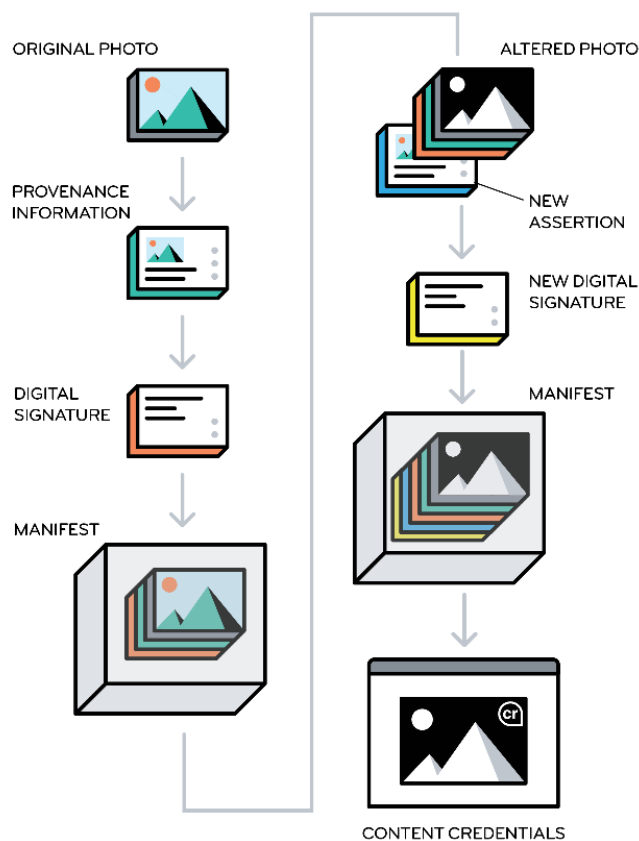 ORIGINAL PHOTO
PROVENANCE
INFORMATION
DIGITAL
SIGNATURE
MANIFEST
ALTERED PHOTO
NEW
ASSERTION
NEW DIGITAL
SIGNATURE
MANIFEST
cr
CONTENT CREDENTIALS